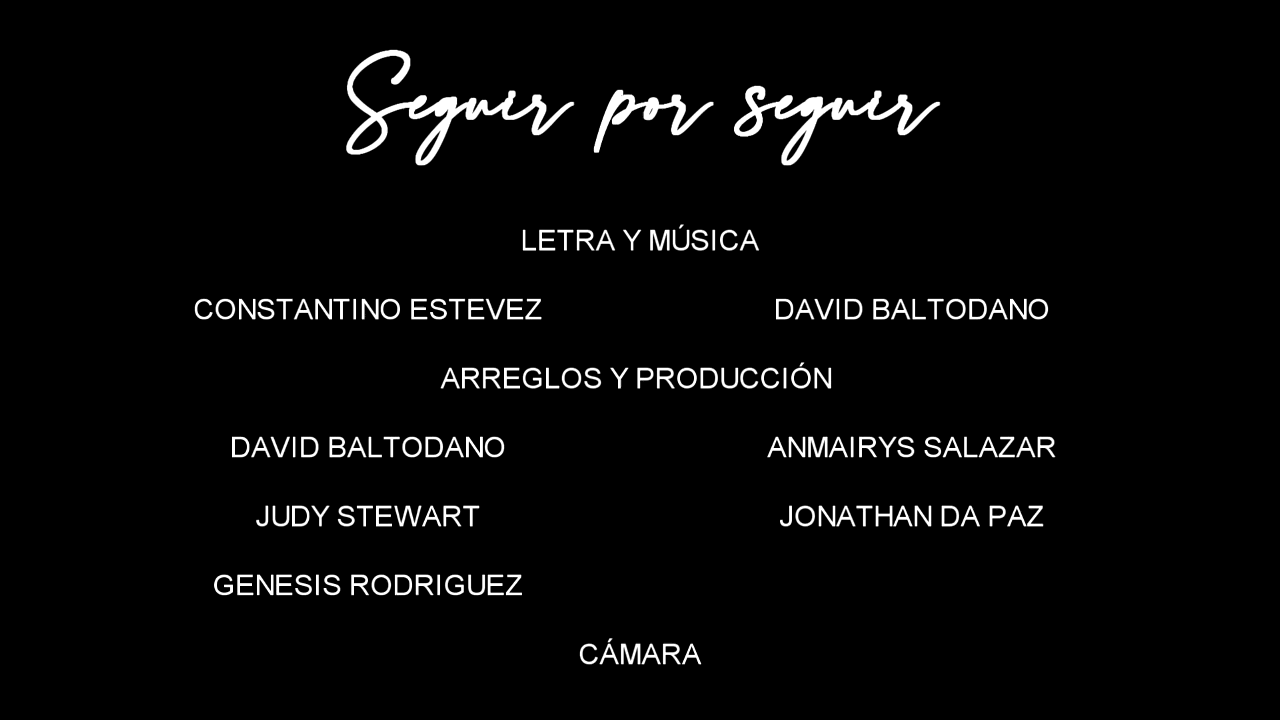 Seguir por seguir
LETRA Y MÚSICA
CONSTANTINO ESTEVEZ DAVID BALTODANO
ARREGLOS Y PRODUCCIÓN
DAVID BALTODANO ANMAIRYS SALAZAR
JUDY STEWART JONATHAN DA PAZ
GENESIS RODRIGUEZ
CÁMARA